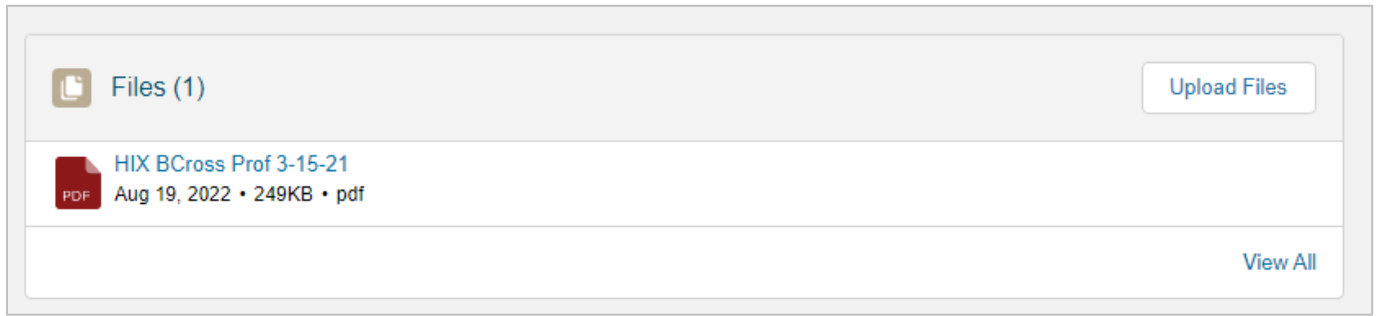 Files (1)
Upload Files
HIX BCross Prof 3-15-21
PDF
Aug 19, 2022 • 249KB • pdf
View All